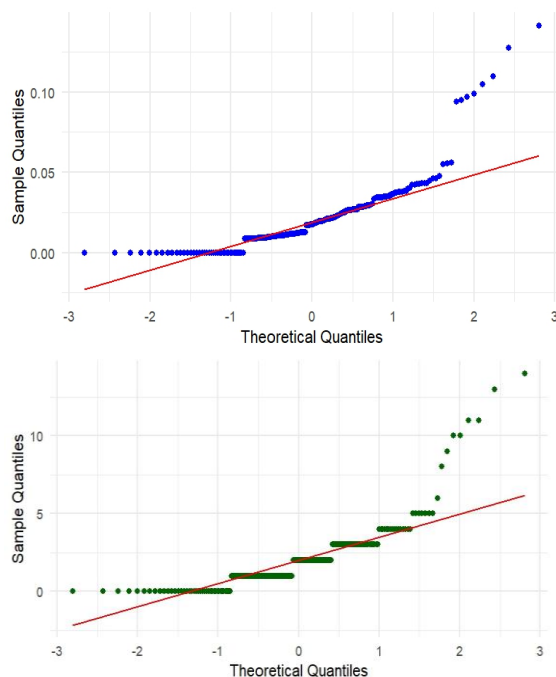 Sample Quantiles
0.10
0.05
0.00
-3 -2 -1 0 1 2 3
Theoretical Quantiles
Sample Quantiles
10
5
0
-3 -2 -1 0 1 2 3
Theoretical Quantiles